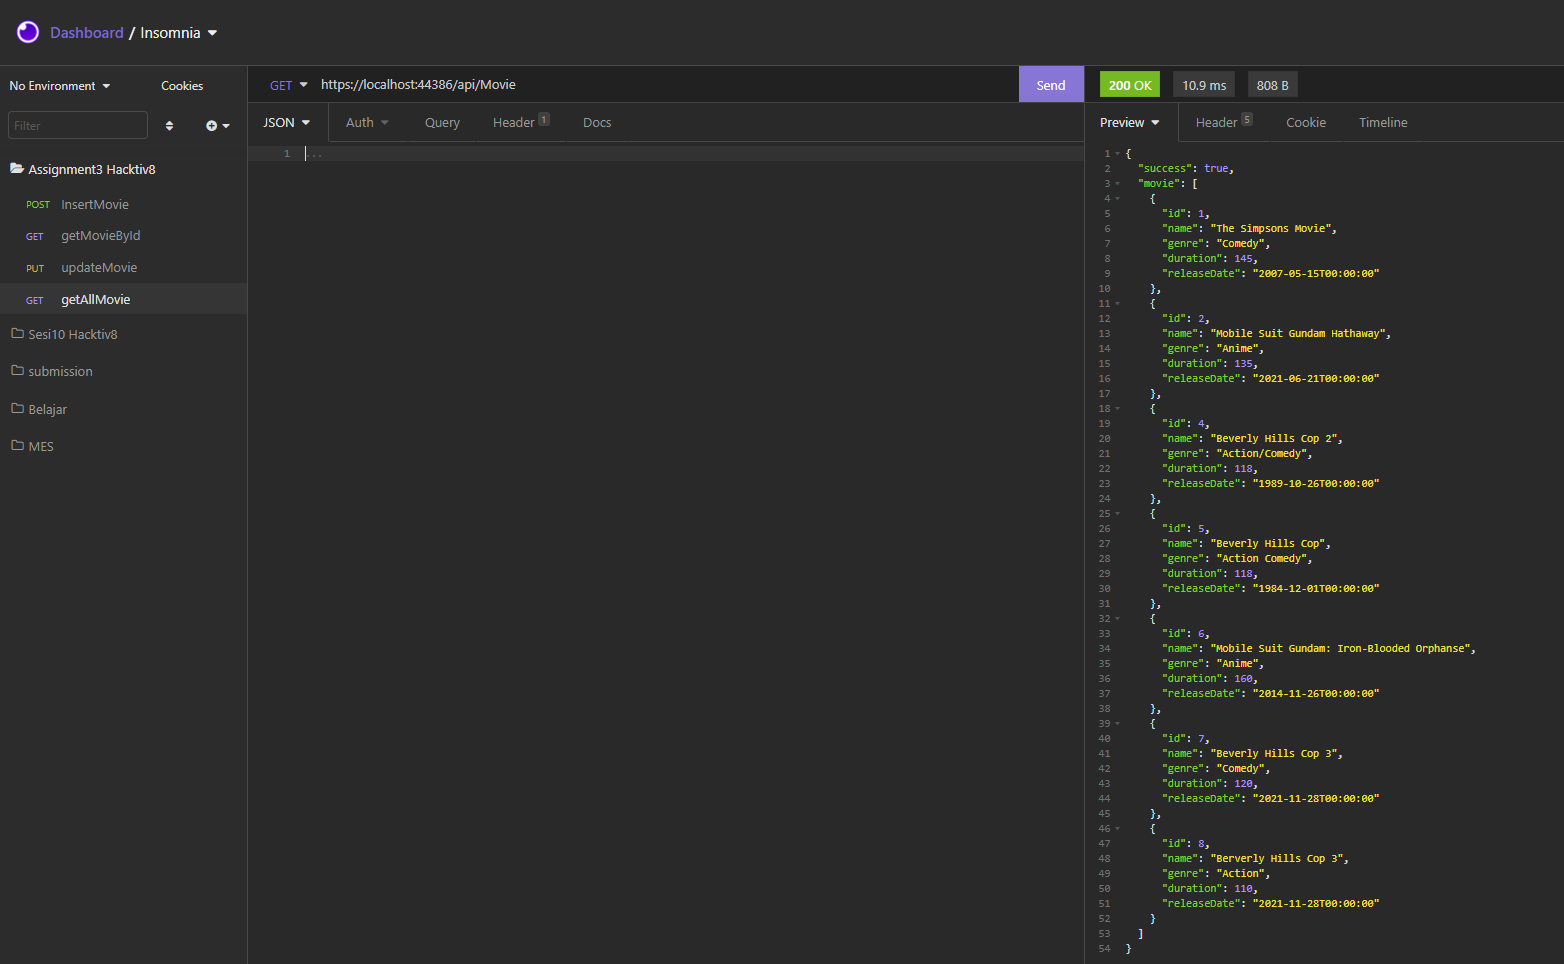 Dashboard / Insomnia
No Environment
Cookies
Filter
Assignment3 Hacktiv8
POST InsertMovie
GET getMovieById
PUT updateMovie
GET getAllMovie
Sesi10 Hacktiv8
submission
Belajar
MES
GET https://localhost:44386/api/Movie Send
JSON Auth Query Header 1 Docs
1 ...
200 OK 10.9 ms 808 B
Preview Header 5 Cookie Timeline
1 {
2 "success": true,
3 "movie": [
4 {
5 "id": 1,
6 "name": "The Simpsons Movie",
7 "genre": "Comedy",
8 "duration": 145,
9 "releaseDate": "2007-05-15T00:00:00"
10 },
11 {
12 "id": 2,
13 "name": "Mobile Suit Gundam Hathaway",
14 "genre": "Anime",
15 "duration": 135,
16 "releaseDate": "2021-06-21T00:00:00"
17 },
18 {
19 "id": 4,
20 "name": "Beverly Hills Cop 2",
21 "genre": "Action/Comedy",
22 "duration": 118,
23 "releaseDate": "1989-10-26T00:00:00"
24 },
25 {
26 "id": 5,
27 "name": "Beverly Hills Cop",
28 "genre": "Action Comedy",
29 "duration": 118,
30 "releaseDate": "1984-12-01T00:00:00"
31 },
32 {
33 "id": 6,
34 "name": "Mobile Suit Gundam: Iron-Blooded Orphanse",
35 "genre": "Anime",
36 "duration": 160,
37 "releaseDate": "2014-11-26T00:00:00"
38 },
39 {
40 "id": 7,
41 "name": "Beverly Hills Cop 3",
42 "genre": "Comedy",
43 "duration": 120,
44 "releaseDate": "2021-11-28T00:00:00"
45 },
46 {
47 "id": 8,
48 "name": "Berverly Hills Cop 3",
49 "genre": "Action",
50 "duration": 110,
51 "releaseDate": "2021-11-28T00:00:00"
52 }
53 ]
54 }